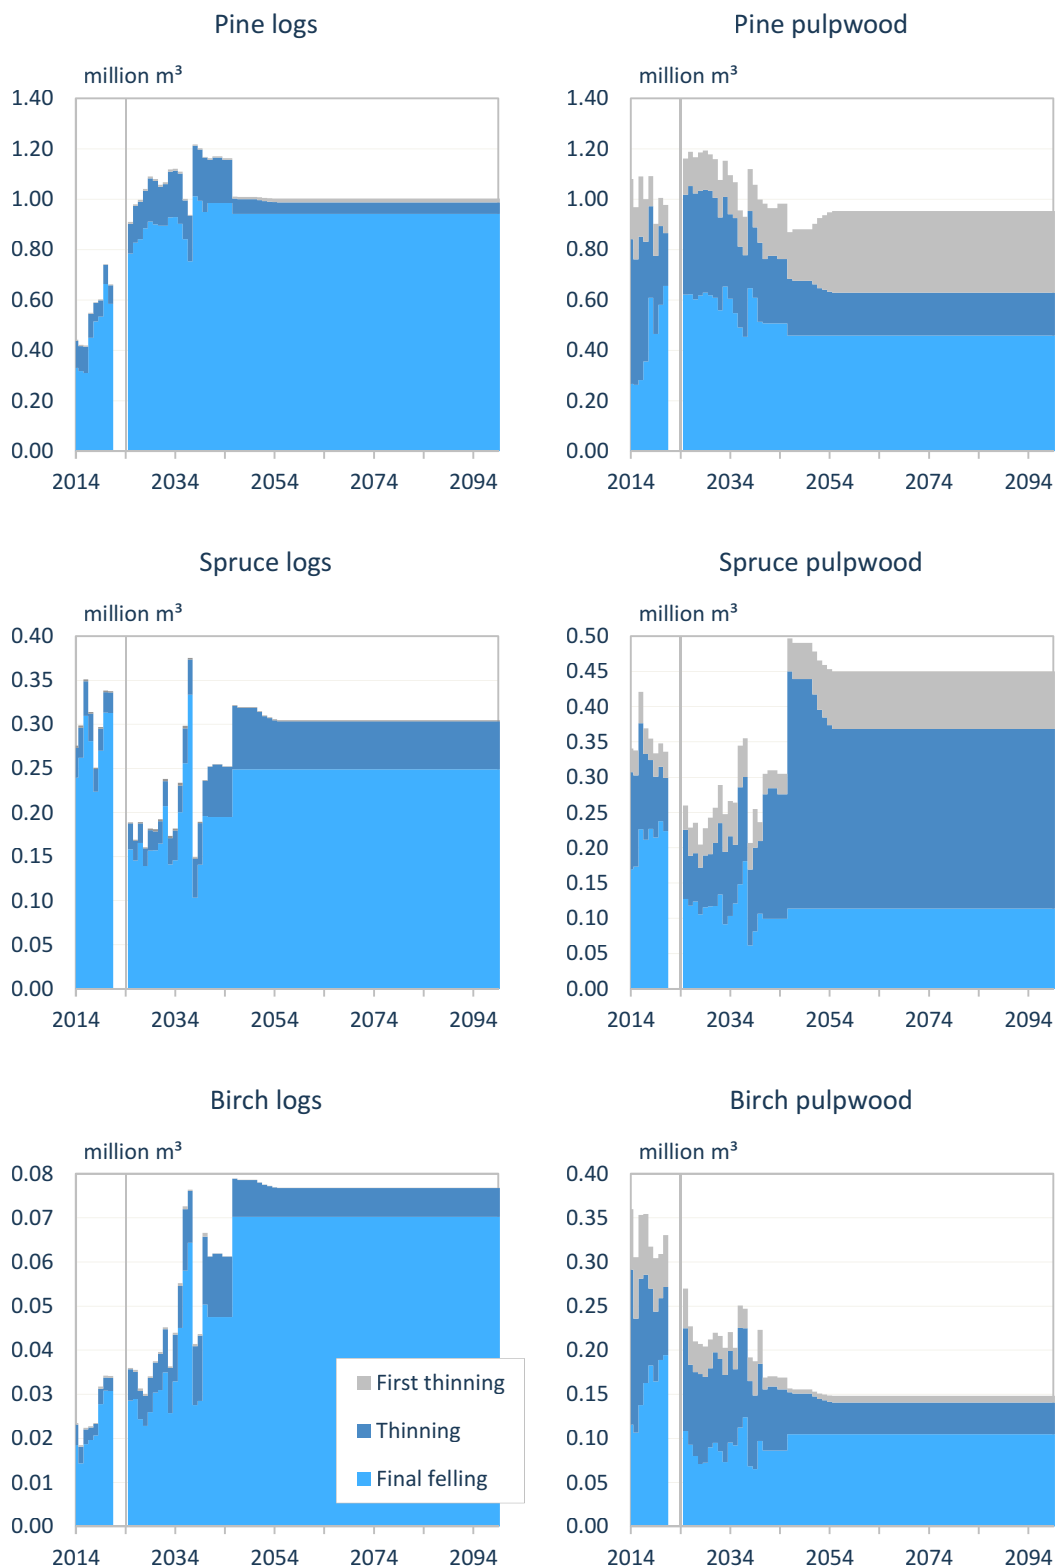 Pine logs
million m³
1.40
1.20
1.00
0.80
0.60
0.40
0.20
0.00
2014 2034 2054 2074 2094
Pine pulpwood
million m³
1.40
1.20
1.00
0.80
0.60
0.40
0.20
0.00
2014 2034 2054 2074 2094
Spruce logs
million m³
0.40
0.35
0.30
0.25
0.20
0.15
0.10
0.05
0.00
2014 2034 2054 2074 2094
Spruce pulpwood
million m³
0.50
0.45
0.40
0.35
0.30
0.25
0.20
0.15
0.10
0.05
0.00
2014 2034 2054 2074 2094
Birch logs
million m³
0.08
0.07
0.06
0.05
0.04
0.03
0.02
0.01
0.00
2014 2034 2054 2074 2094
First thinning
Thinning
Final felling
Birch pulpwood
million m³
0.40
0.35
0.30
0.25
0.20
0.15
0.10
0.05
0.00
2014 2034 2054 2074 2094